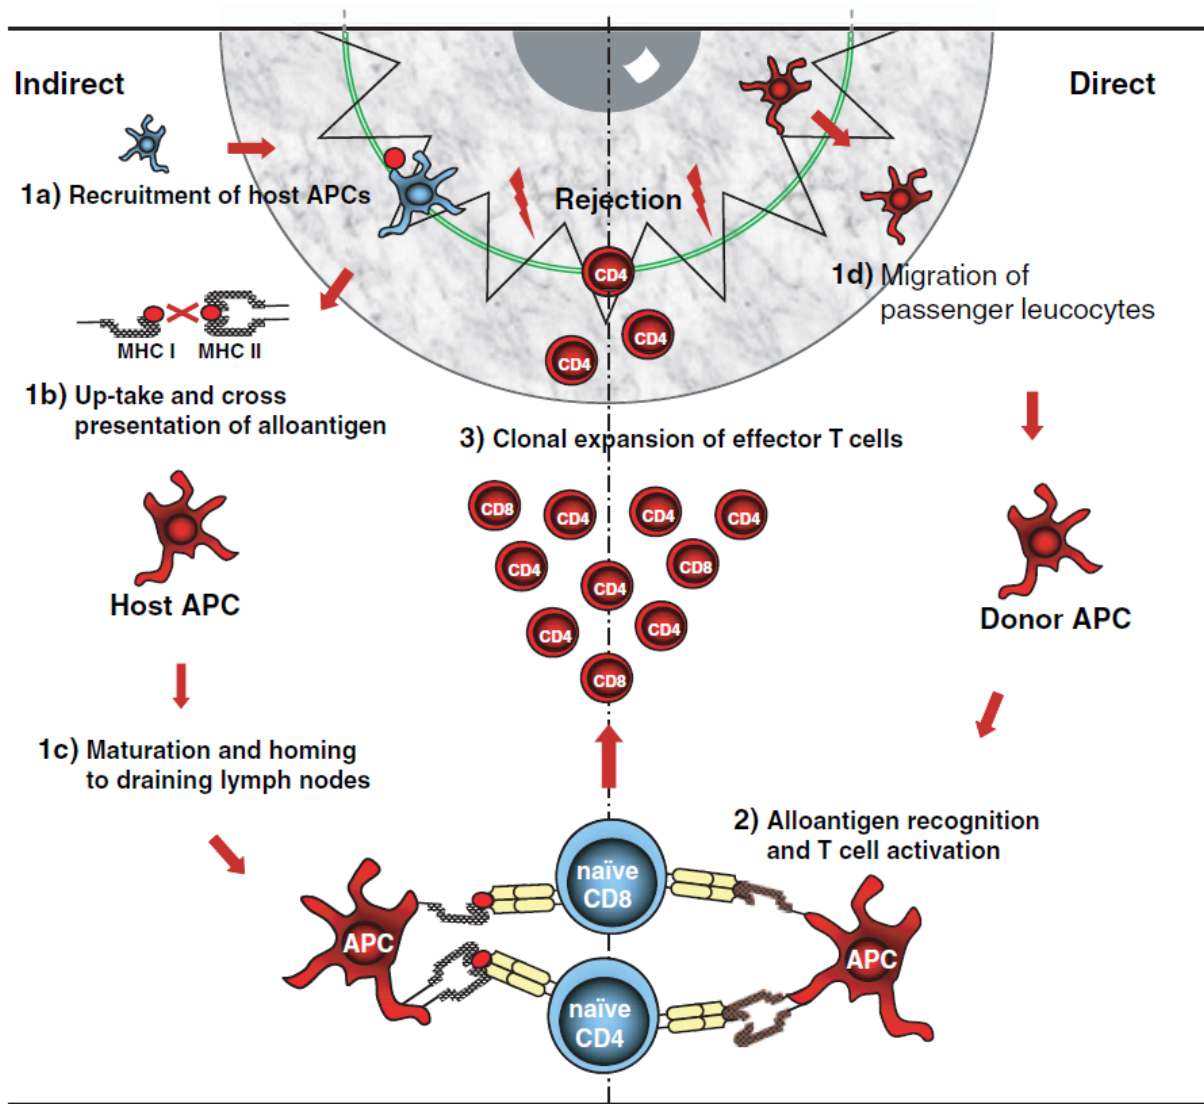 Indirect
Direct
1a) Recruitment of host APCs
Rejection
CD4
CD4
CD4
1d) Migration of
passenger leucocytes
MHC I
MHC II
1b) Up-take and cross
presentation of alloantigen
3) Clonal expansion of effector T cells
CD8
CD4
CD4
CD4
CD4
CD8
CD4
CD4
CD4
CD8
Host APC
Donor APC
1c) Maturation and homing
to draining lymph nodes
2) Alloantigen recognition
and T cell activation
naïve
CD8
APC
APC
naïve
CD4